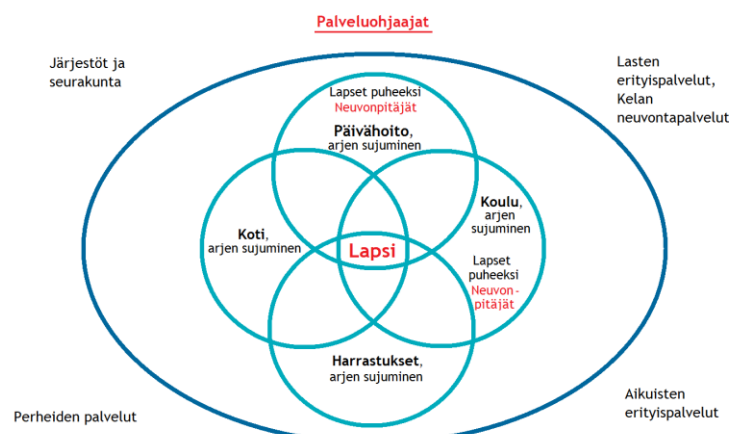 Palveluohjaajat
Järjestöt ja
seurakunta
Lasten
erityispalvelut,
Kelan
neuvontapalvelut
Lapset puheeksi
Neuvonpitäjät
Päivähoito,
arjen sujuminen
Koti,
arjen sujuminen
Lapsi
Koulu,
arjen
sujuminen
Lapset
puheeksi
Neuvon-
pitäjät
Harrastukset,
arjen sujuminen
Perheiden palvelut
Aikuisten
erityispalvelut